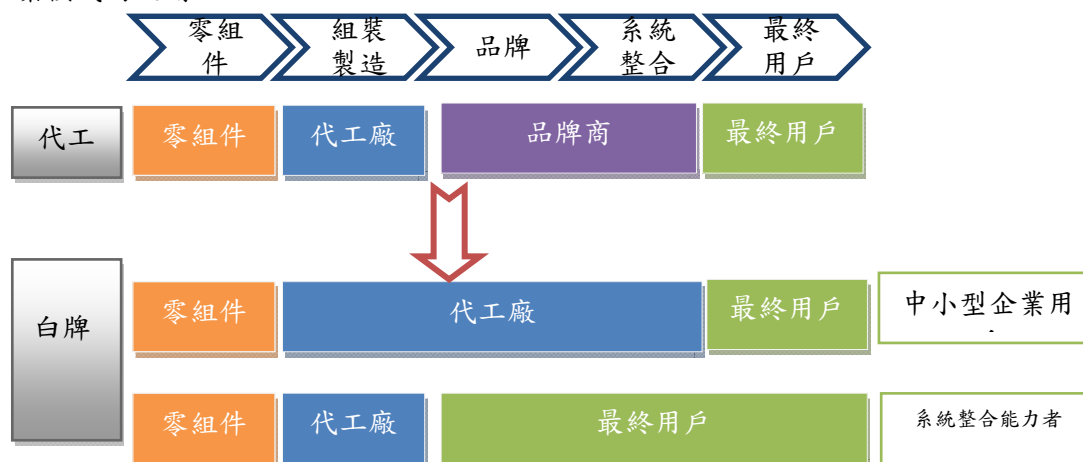 零組
件
組裝
製造
品牌
系統
整合
最終
用戶
代工
零組件
代工廠
品牌商
最終用戶
白牌
零組件
代工廠
最終用戶
中小型企業用
零組件
代工廠
最終用戶
系統整合能力者